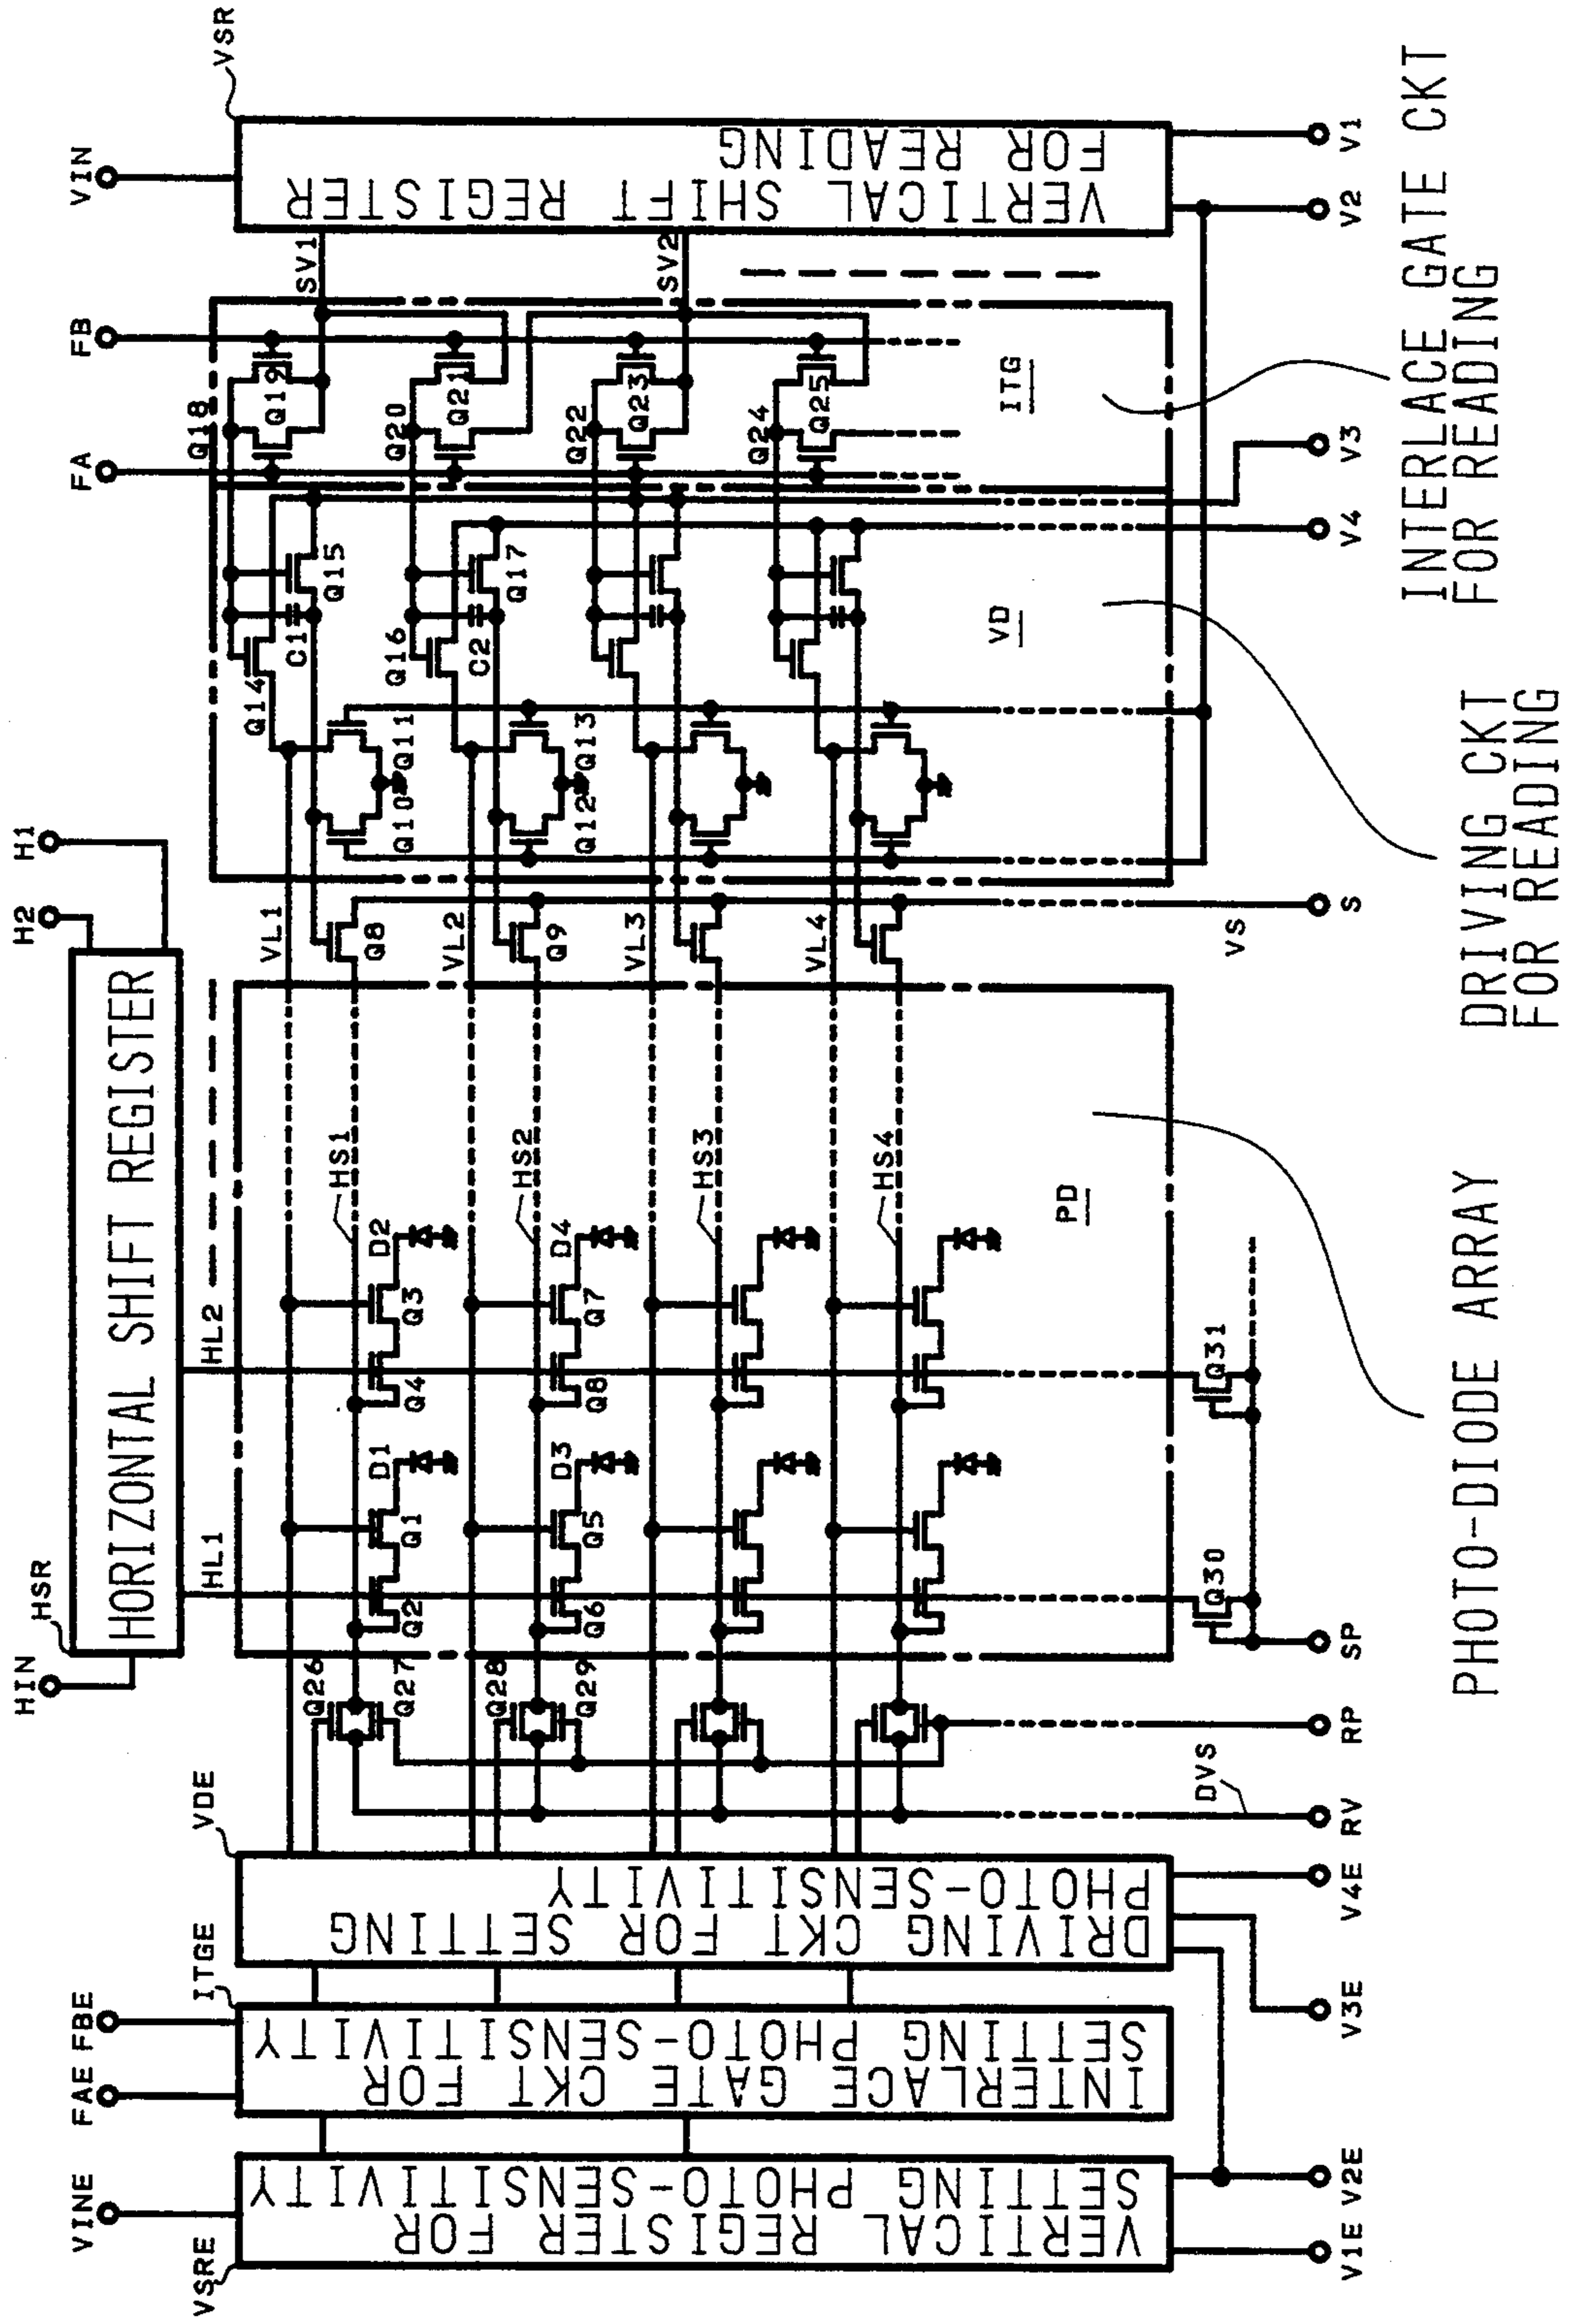 HIN
HSR
HORIZONTAL SHIFT REGISTER
H2
H1
HL1
HL2
VINE
VSRE
VERTICAL REGISTER FOR
SETTING PHOTO-SENSITIVITY
V1E
V2E
FAE
FBE
ITGE
INTERLACE GATE CKT FOR
SETTING PHOTO-SENSITIVITY
VDE
DRIVING CKT FOR SETTING
PHOTO-SENSITIVITY
V3E
V4E
RV
DVS
RP
SP
Q26
Q27
Q28
Q29
Q2
Q1
D1
Q4
Q3
D2
HS1
Q6
Q5
D3
Q8
Q7
D4
HS2
HS3
HS4
PD
Q30
Q31
PHOTO-DIODE ARRAY
VL1
Q8
VL2
Q9
VL3
VL4
VS
S
Q10
Q11
Q14
C1
Q15
Q12
Q13
Q16
C2
Q17
VD
V4
V3
DRIVING CKT
FOR READING
FA
FB
Q18
Q19
Q20
Q21
Q22
Q23
Q24
Q25
ITG
INTERLACE GATE CKT
FOR READING
SV1
SV2
VIN
VSR
VERTICAL SHIFT REGISTER
FOR READING
V2
V1